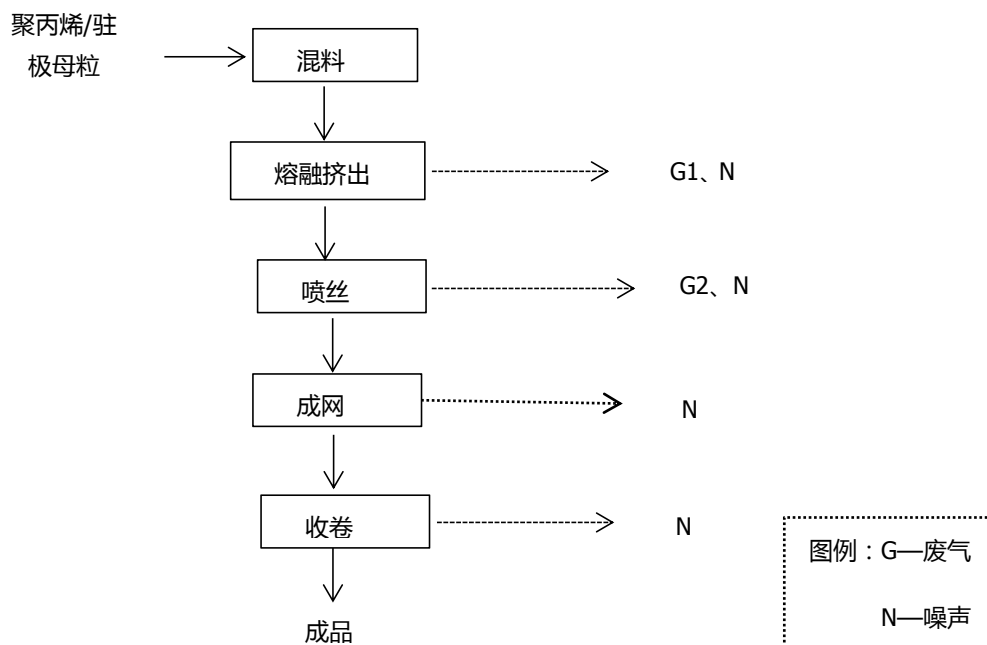 聚丙烯/驻
极母粒
混料
熔融挤出
G1、N
喷丝
G2、N
成网
N
收卷
N
成品
图例：G—废气
N—噪声